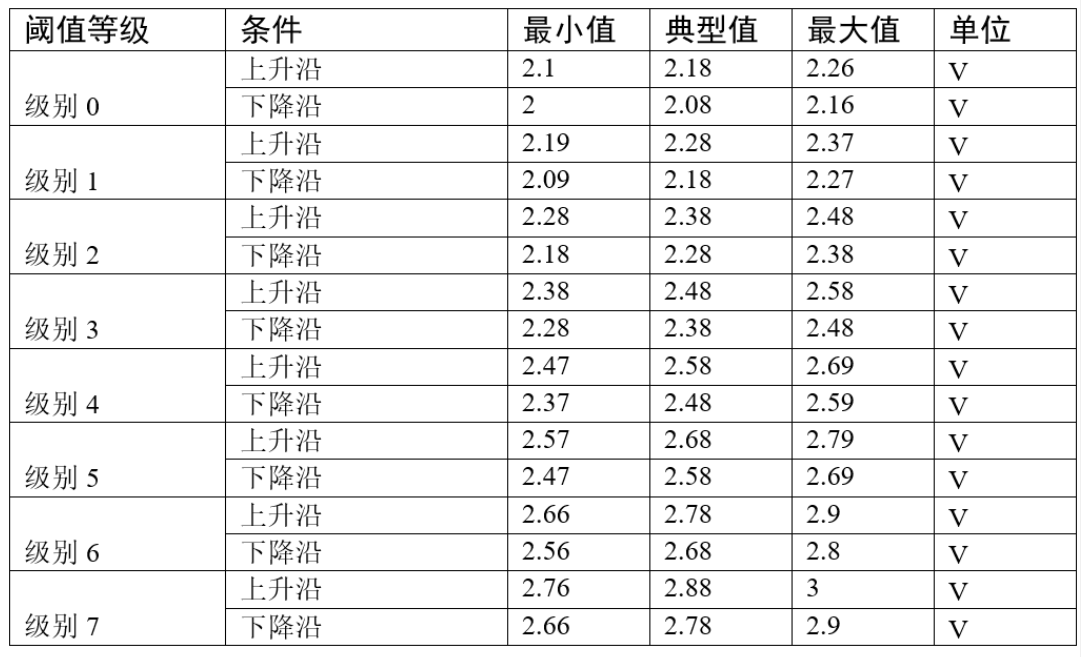 阈值等级 条件 最小值 典型值 最大值 单位
上升沿 2.1 2.18 2.26 V
级别 0 下降沿 2 2.08 2.16 V
上升沿 2.19 2.28 2.37 V
级别 1 下降沿 2.09 2.18 2.27 V
上升沿 2.28 2.38 2.48 V
级别 2 下降沿 2.18 2.28 2.38 V
上升沿 2.38 2.48 2.58 V
级别 3 下降沿 2.28 2.38 2.48 V
上升沿 2.47 2.58 2.69 V
级别 4 下降沿 2.37 2.48 2.59 V
上升沿 2.57 2.68 2.79 V
级别 5 下降沿 2.47 2.58 2.69 V
上升沿 2.66 2.78 2.9 V
级别 6 下降沿 2.56 2.68 2.8 V
上升沿 2.76 2.88 3 V
级别 7 下降沿 2.66 2.78 2.9 V